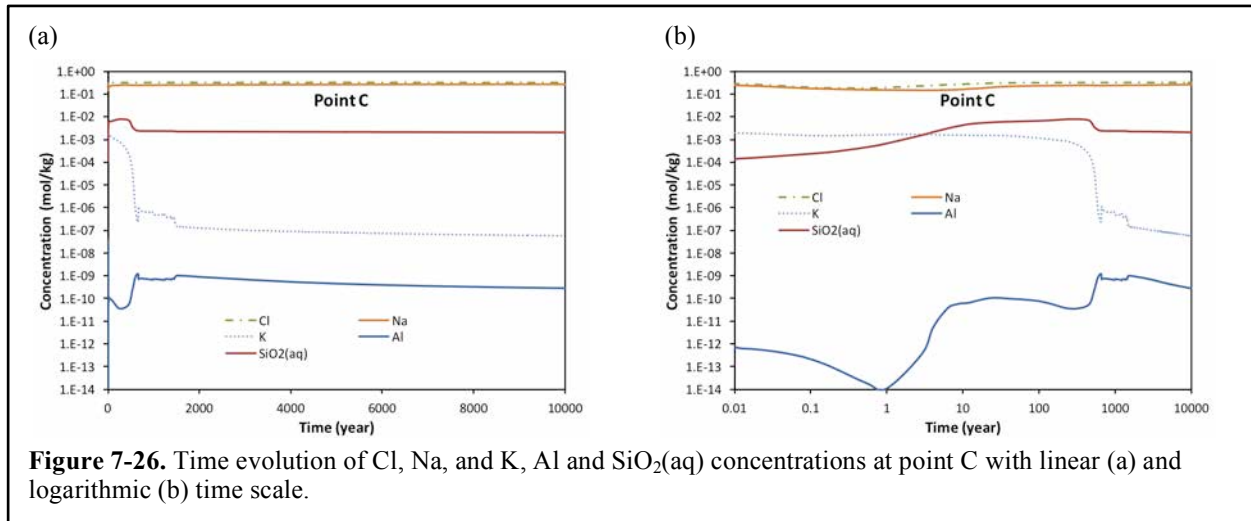 (a)
(b)
1.E+00
1.E-01
1.E-02
1.E-03
1.E-04
1.E-05
1.E-06
1.E-07
1.E-08
1.E-09
1.E-10
1.E-11
1.E-12
1.E-13
1.E-14
Concentration (mol/kg)
Point C
Cl
Na
K
Al
SiO2(aq)
0 2000 4000 6000 8000 10000
Time (year)
1.E+00
1.E-01
1.E-02
1.E-03
1.E-04
1.E-05
1.E-06
1.E-07
1.E-08
1.E-09
1.E-10
1.E-11
1.E-12
1.E-13
1.E-14
Concentration (mol/kg)
Point C
Cl
Na
K
Al
SiO2(aq)
0.01 0.1 1 10 100 1000 10000
Time (year)
Figure 7-26. Time evolution of Cl, Na, and K, Al and SiO₂(aq) concentrations at point C with linear (a) and
logarithmic (b) time scale.